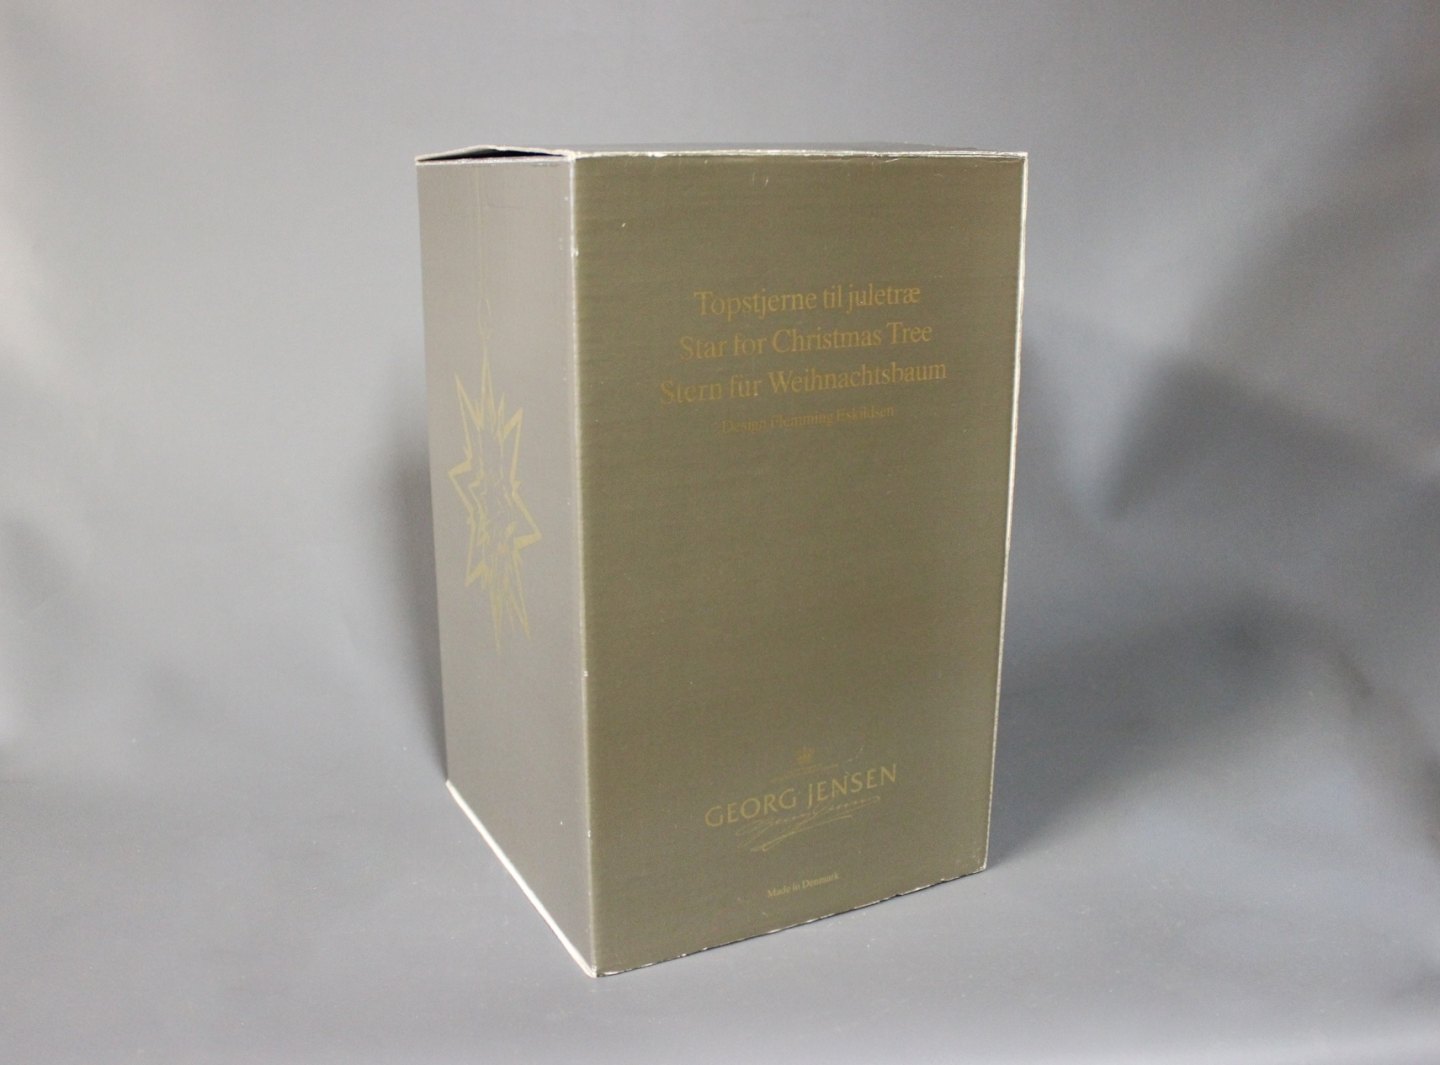 Topstjerne til juletræ
Star for Christmas Tree
Stern für Weihnachtsbaum
Design Flemming Eskildsen
GEORG JENSEN
Made in Denmark